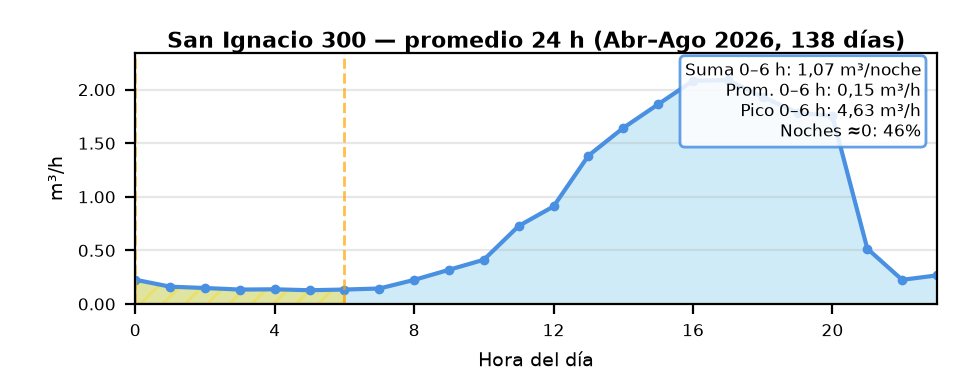 San Ignacio 300 — promedio 24 h (Abr–Ago 2026, 138 días)
Suma 0–6 h: 1,07 m³/noche
Prom. 0–6 h: 0,15 m³/h
Pico 0–6 h: 4,63 m³/h
Noches ≈0: 46%
m³/h
2.00
1.50
1.00
0.50
0.00
0 4 8 12 16 20
Hora del día